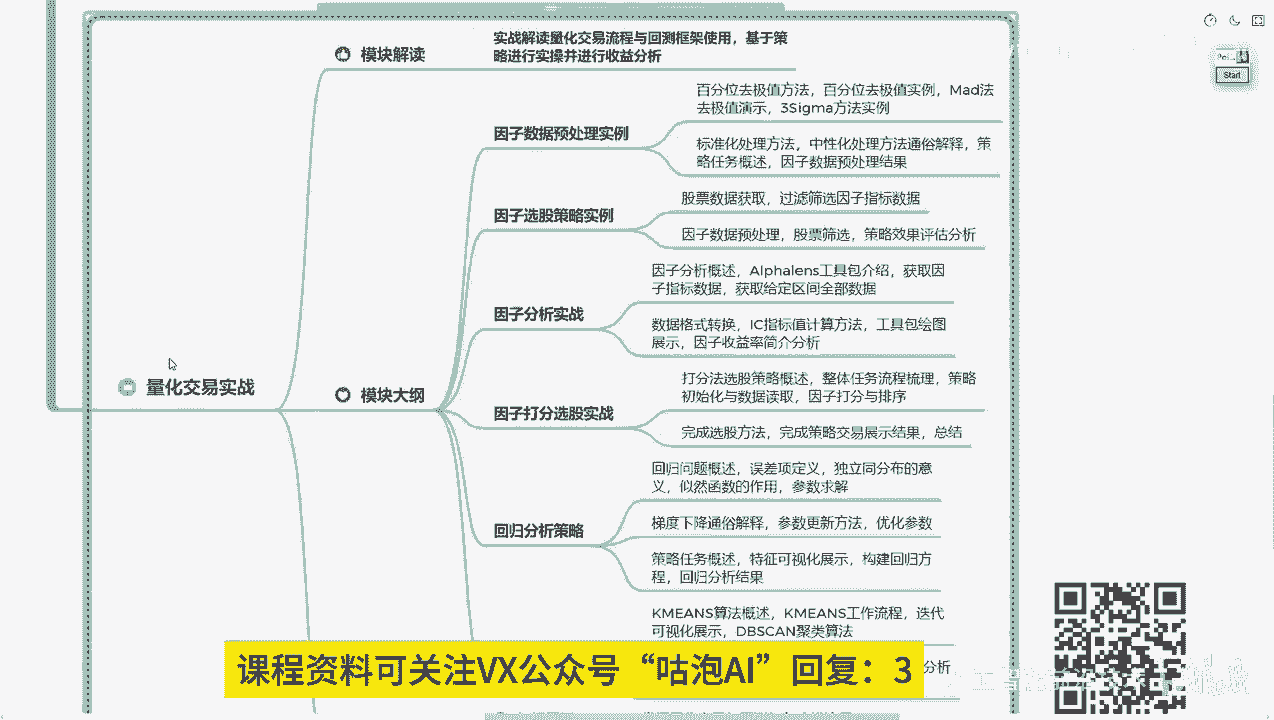 模块解读
实战解读量化交易流程与回测框架使用，基于策
略进行实操并进行收益分析
因子数据预处理实例
百分位去极值方法，百分位去极值实例，Mad法
去极值演示，3Sigma方法实例
标准化处理方法，中性化处理方法通俗解释，策
略任务概述，因子数据预处理结果
因子选股策略实例
股票数据获取，过滤筛选因子指标数据
因子数据预处理，股票筛选，策略效果评估分析
因子分析实战
因子分析概述，Alphalens工具包介绍，获取因
子指标数据，获取给定区间全部数据
数据格式转换，IC指标值计算方法，工具包绘图
展示，因子收益率简介分析
量化交易实战
模块大纲
因子打分选股实战
打分法选股策略概述，整体任务流程梳理，策略
初始化与数据读取，因子打分与排序
完成选股方法，完成策略交易展示结果，总结
回归分析策略
回归问题概述，误差项定义，独立同分布的意
义，似然函数的作用，参数求解
梯度下降通俗解释，参数更新方法，优化参数
策略任务概述，特征可视化展示，构建回归方
程，回归分析结果
KMEANS算法概述，KMEANS工作流程，迭代
可视化展示，DBSCAN聚类算法
分析
课程资料可关注VX公众号“咕泡AI”回复：3
Start